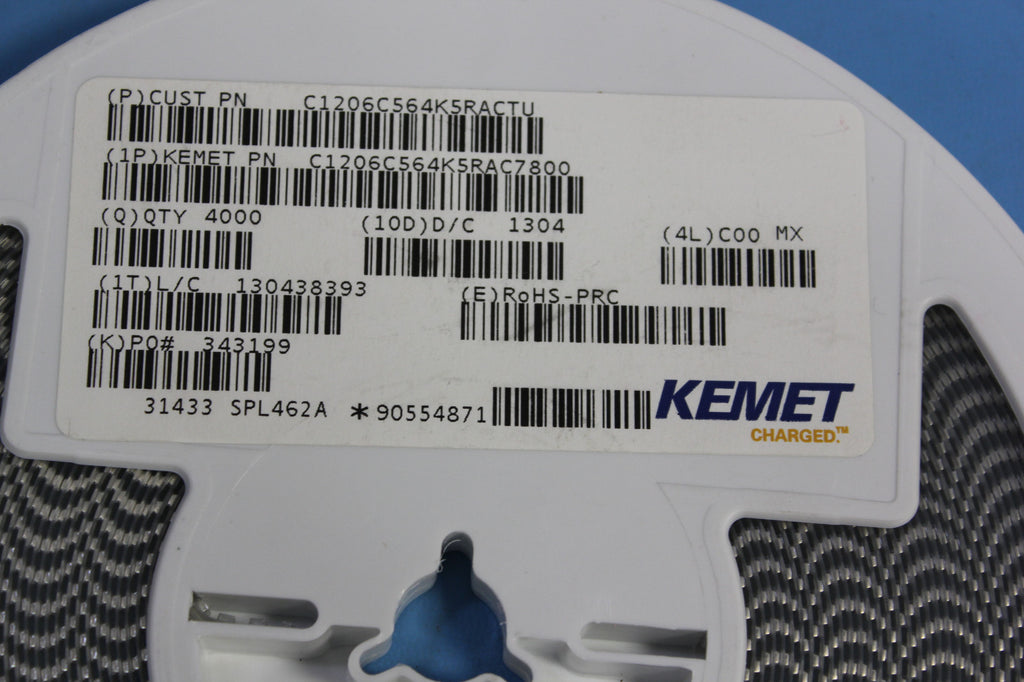 (P)CUST PN C1206C564K5RACTU
(1P)KEMET PN C1206C564K5RAC7800
(Q)QTY 4000 (10D)D/C 1304 (4L)COO MX
(1T)L/C 130438393 (E)RoHS-PRC
(K)PO# 343199
31433 SPL462A *90554871
KEMET
CHARGED.™